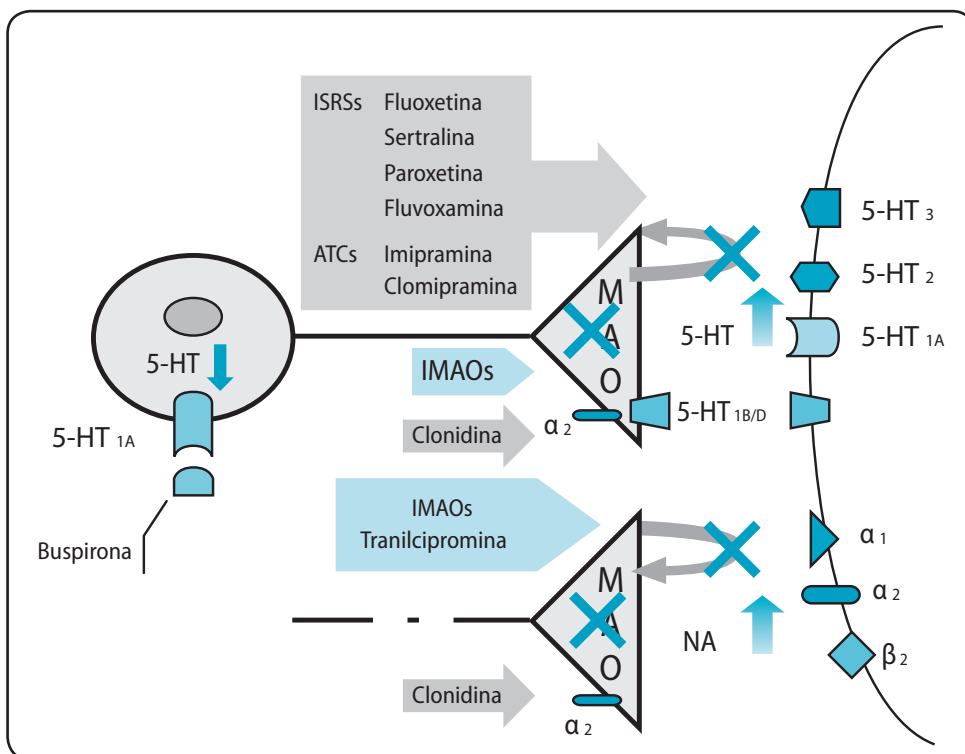 ISRSs Fluoxetina
Sertralina
Paroxetina
Fluvoxamina
ATCs Imipramina
Clomipramina
5-HT 3
5-HT 2
5-HT 1A
5-HT
M
A
O
5-HT
5-HT 1A
Buspirona
IMAOs
α 2
5-HT 1B/D
Clonidina
IMAOs
Tranilcipromina
M
A
O
NA
α 1
α 2
β 2
Clonidina
α 2